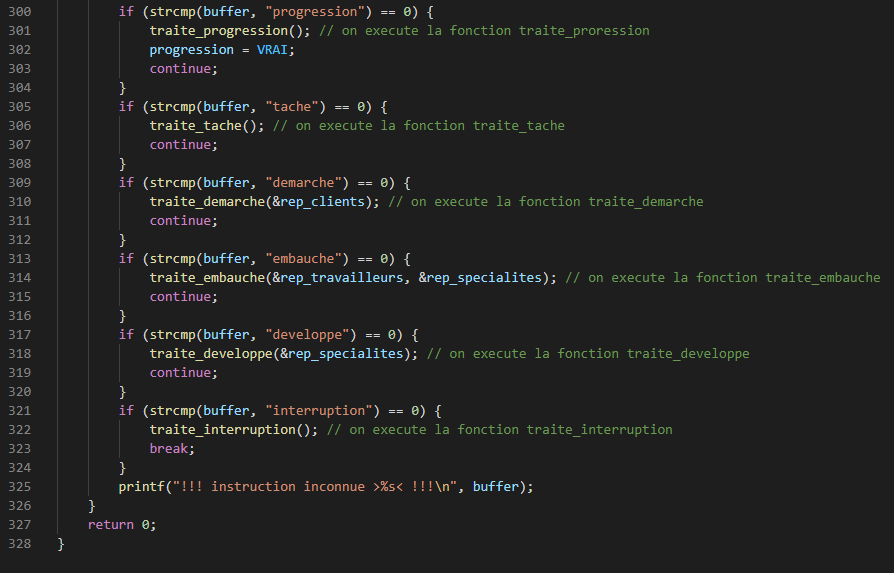 300 if (strcmp(buffer, "progression") == 0) {
301 traite_progression(); // on execute la fonction traite_proression
302 progression = VRAI;
303 continue;
304 }
305 if (strcmp(buffer, "tache") == 0) {
306 traite_tache(); // on execute la fonction traite_tache
307 continue;
308 }
309 if (strcmp(buffer, "demarche") == 0) {
310 traite_demarche(&rep_clients); // on execute la fonction traite_demarche
311 continue;
312 }
313 if (strcmp(buffer, "embauche") == 0) {
314 traite_embauche(&rep_travailleurs, &rep_specialites); // on execute la fonction traite_embauche
315 continue;
316 }
317 if (strcmp(buffer, "developpe") == 0) {
318 traite_developpe(&rep_specialites); // on execute la fonction traite_developpe
319 continue;
320 }
321 if (strcmp(buffer, "interruption") == 0) {
322 traite_interruption(); // on execute la fonction traite_interruption
323 break;
324 }
325 printf("!!! instruction inconnue >%s< !!!\n", buffer);
326 }
327 return 0;
328 }